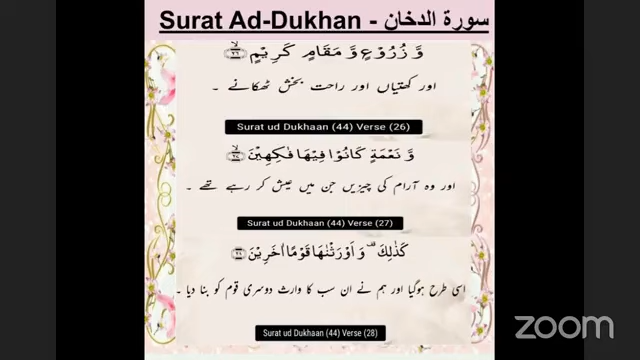 Surat Ad-Dukhan - سورة الدخان
وَّ زُرُوْعٍ وَّ مَقَامٍ كَرِیْمٍۙ
اور کھتیاں اور راحت بخش ٹھکانے ۔
Surat ud Dukhaan (44) Verse (26)
وَّ نَعْمَةٍ كَانُوْا فِیْهَا فٰكِهِیْنَۙ
اور وہ آرام کی چیزیں جن میں عیش کر رہے تھے ۔
Surat ud Dukhaan (44) Verse (27)
كَذٰلِكَ ۫ وَ اَوْرَثْنٰهَا قَوْمًا اٰخَرِیْنَ
اسی طرح ہوگیا اور ہم نے ان سب کا وارث دوسری قوم کو بنا دیا ۔
Surat ud Dukhaan (44) Verse (28)
zoom